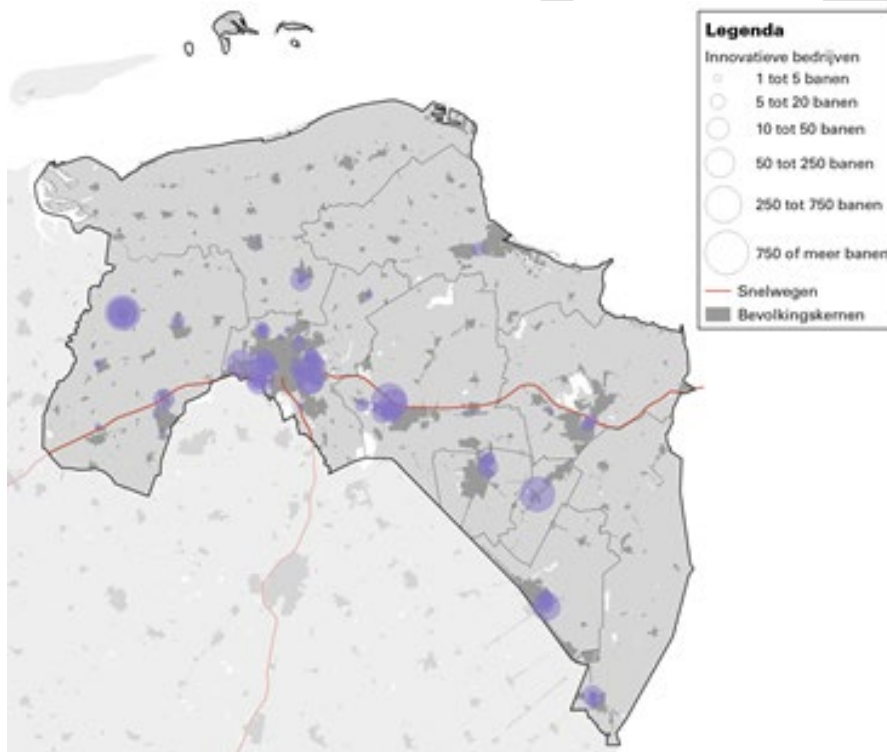 Legenda
Innovatieve bedrijven
1 tot 5 banen
5 tot 20 banen
10 tot 50 banen
50 tot 250 banen
250 tot 750 banen
750 of meer banen
Snelwegen
Bevolkingskernen